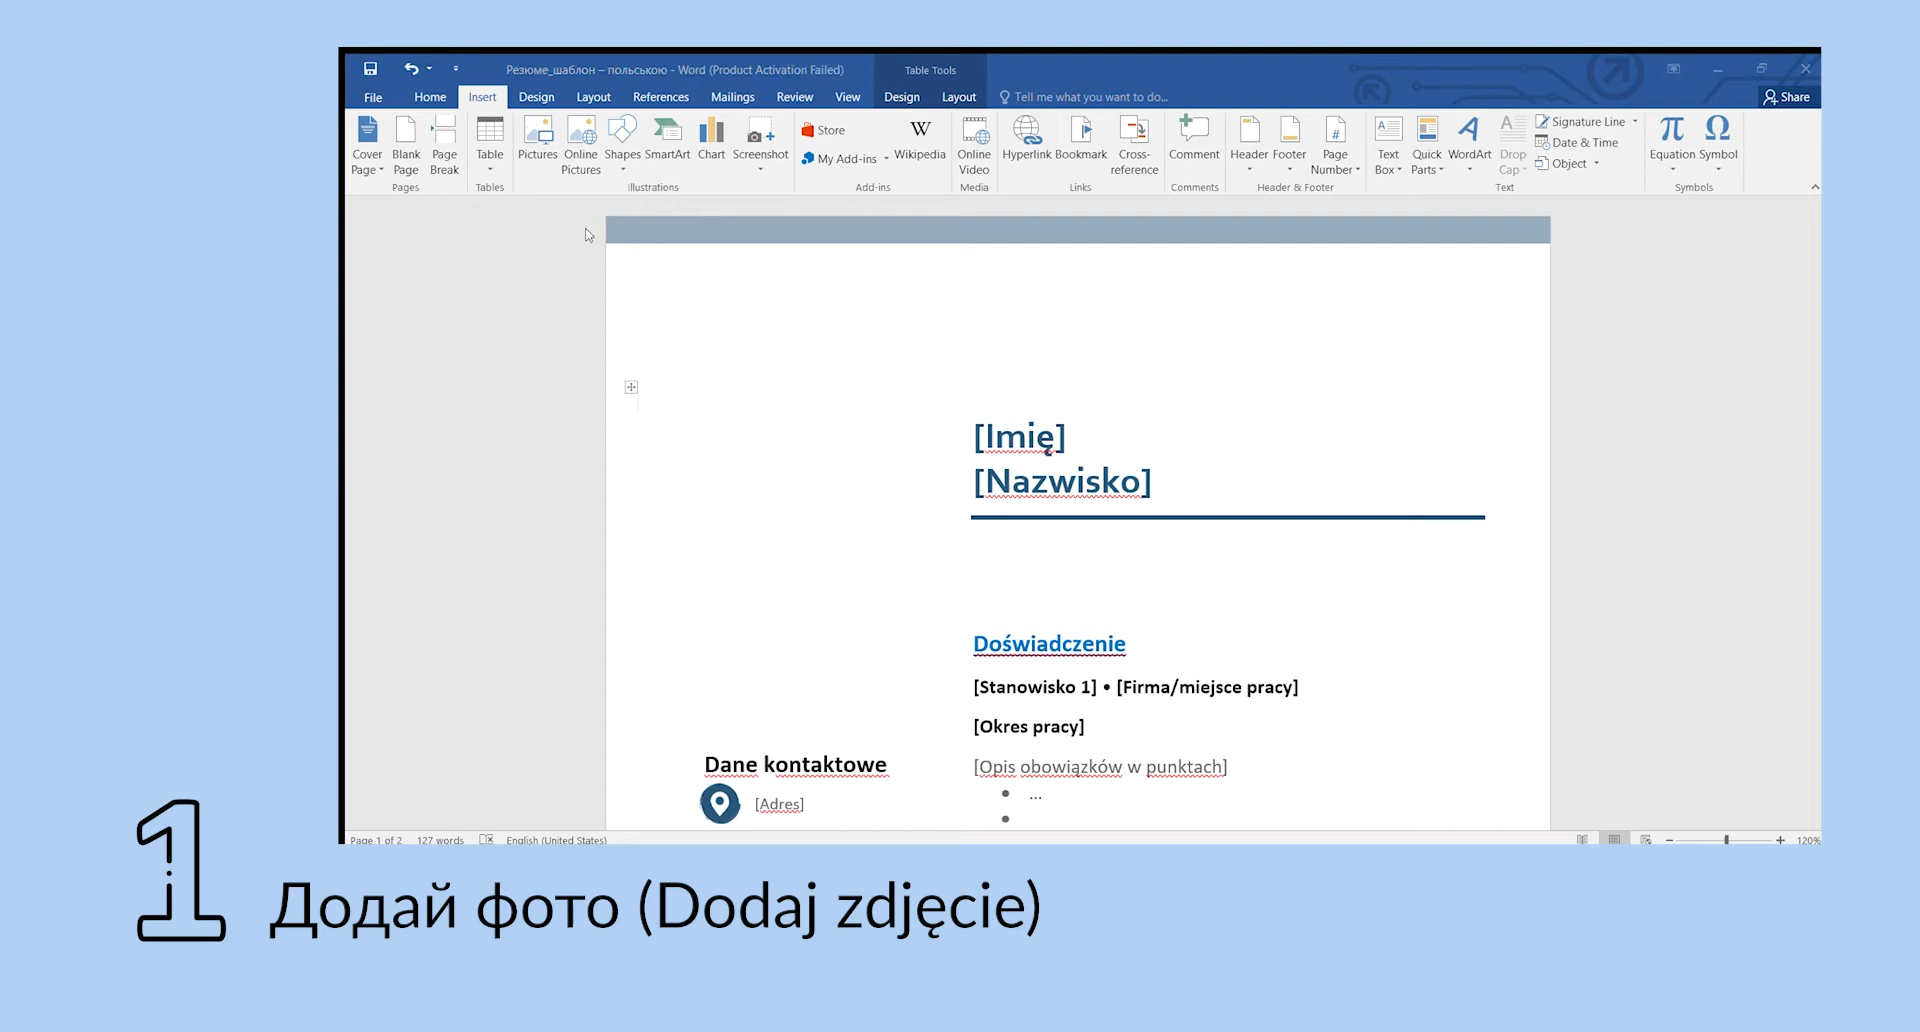 Резюме_шаблон – польською - Word (Product Activation Failed)
Table Tools
File Home Insert Design Layout References Mailings Review View Design Layout Tell me what you want to do... Share
Cover Page
Blank Page
Page Break
Pages
Table
Tables
Pictures
Online Pictures
Shapes
SmartArt
Chart
Screenshot
Illustrations
Store
My Add-ins
Wikipedia
Add-ins
Online Video
Media
Hyperlink
Bookmark
Cross-reference
Links
Comment
Comments
Header
Footer
Page Number
Header & Footer
Text Box
Quick Parts
WordArt
Drop Cap
Signature Line
Date & Time
Object
Text
Equation
Symbol
Symbols
[Imię]
[Nazwisko]
Doświadczenie
[Stanowisko 1] • [Firma/miejsce pracy]
[Okres pracy]
[Opis obowiązków w punktach]
• ...
•
Dane kontaktowe
[Adres]
Page 1 of 2 127 words English (United States) 120%
1 Додай фото (Dodaj zdjęcie)